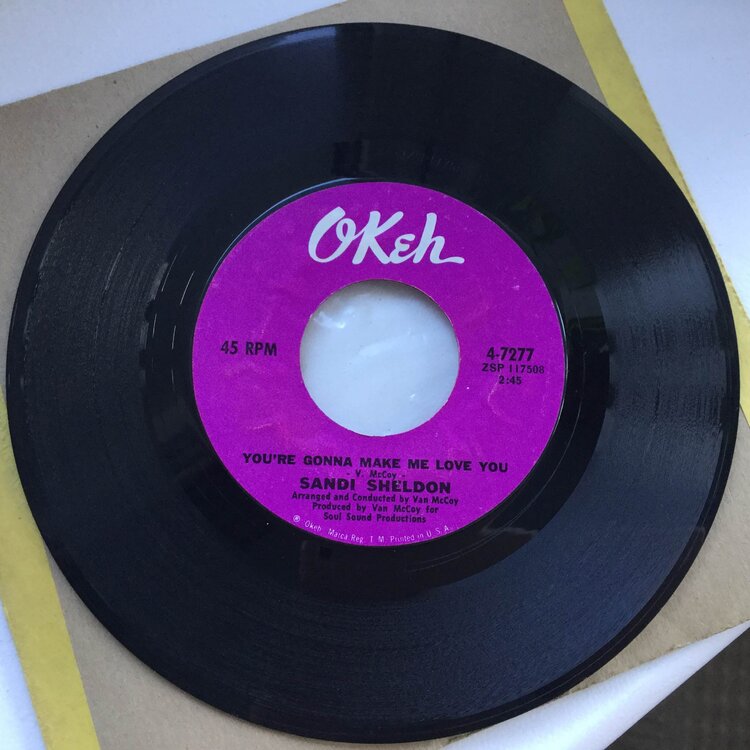 OKeh
45 RPM
4-7277
ZSP 117508
2:45
YOU'RE GONNA MAKE ME LOVE YOU
- V. McCoy -
SANDI SHELDON
Arranged and Conducted by Van McCoy
Produced by Van McCoy for
Soul Sound Productions
℗ Okeh, Marca Reg. T M. Printed in U.S.A.